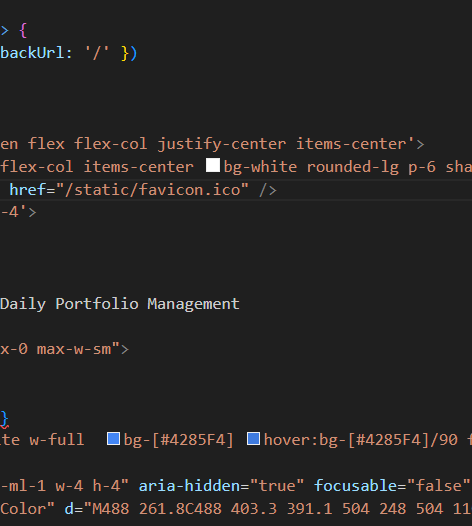 > {
backUrl: '/' })
en flex flex-col justify-center items-center'>
flex-col items-center bg-white rounded-lg p-6 sha
href="/static/favicon.ico" />
-4'>
Daily Portfolio Management
x-0 max-w-sm">
}
te w-full bg-[#4285F4] hover:bg-[#4285F4]/90 f
-ml-1 w-4 h-4" aria-hidden="true" focusable="false"
Color" d="M488 261.8C488 403.3 391.1 504 248 504 11